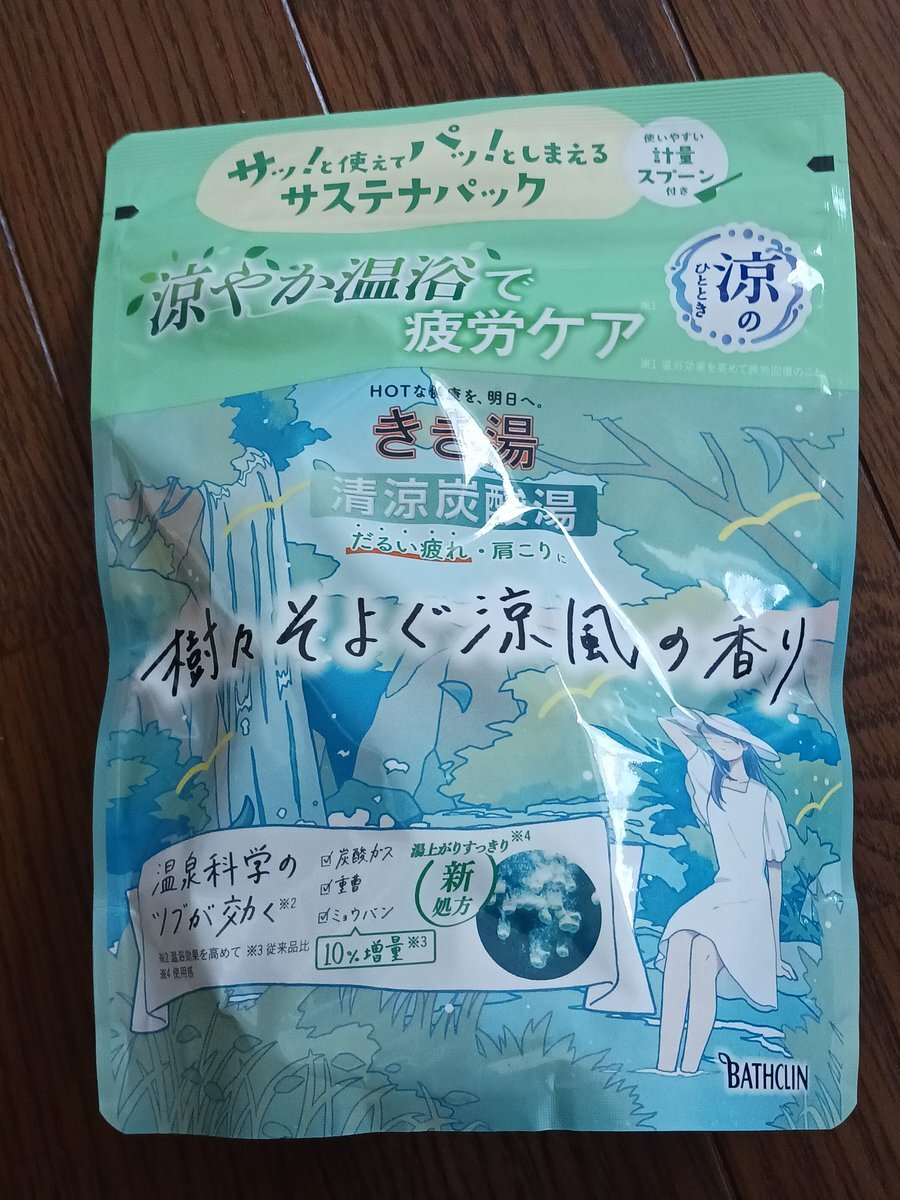 サッ!と使えてパッ!としまえる
サステナパック
使いやすい
計量
スプーン
付き
涼やか温浴で
疲労ケア※1
涼の
ひととき
※1 温浴効果を高めて疲労回復のこと
HOTな健康を、明日へ。
きき湯
清涼炭酸湯
だるい疲れ・肩こりに
樹々そよぐ涼風の香り
温泉科学の
ツブが効く※2
☑炭酸ガス
☑重曹
☑ミョウバン
10%増量※3
湯上がりすっきり※4
新
処方
※2 温浴効果を高めて ※3 従来品比
※4 使用感
BATHCLIN